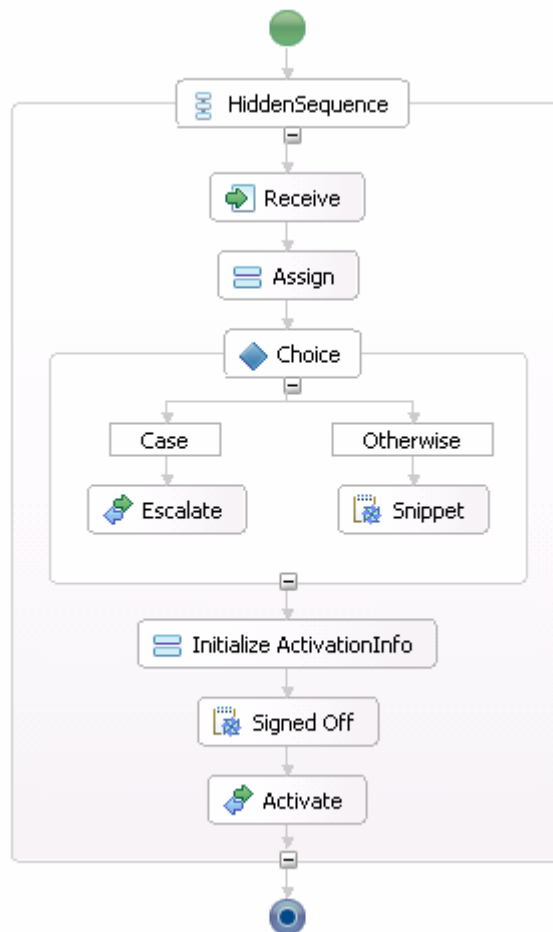 HiddenSequence
Receive
Assign
Choice
Case
Otherwise
Escalate
Snippet
Initialize ActivationInfo
Signed Off
Activate